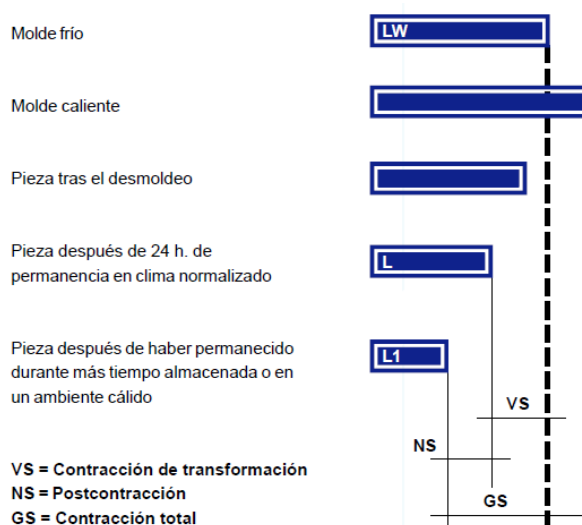 Molde frío
LW
Molde caliente
Pieza tras el desmoldeo
Pieza después de 24 h. de
permanencia en clima normalizado
L
Pieza después de haber permanecido
durante más tiempo almacenada o en
un ambiente cálido
L1
VS
NS
GS
VS = Contracción de transformación
NS = Postcontracción
GS = Contracción total